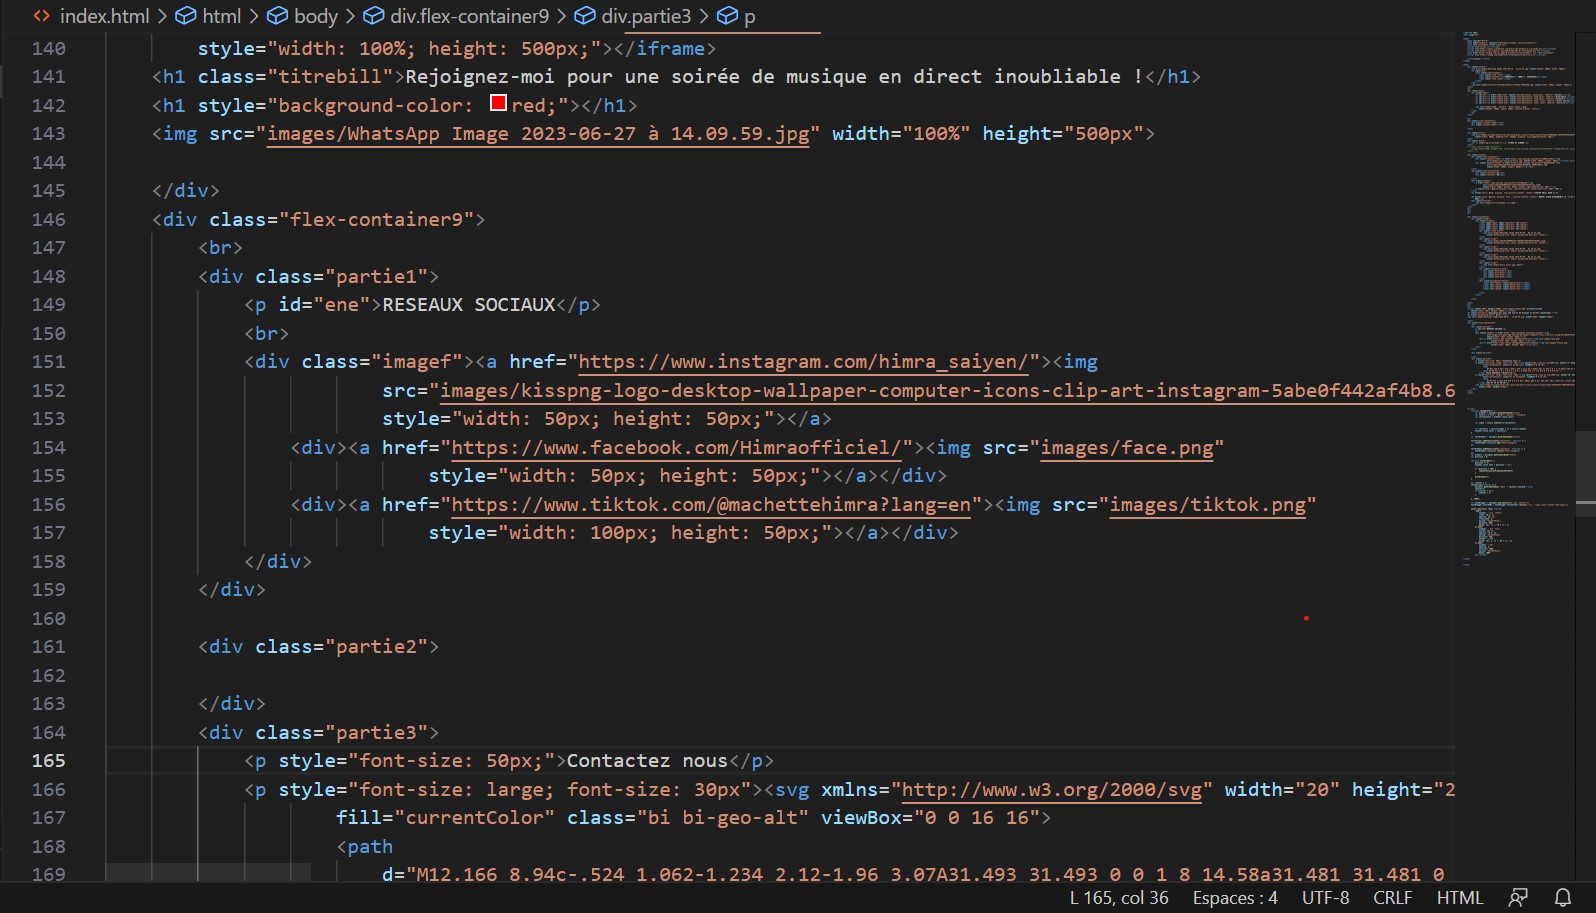 index.html > html > body > div.flex-container9 > div.partie3 > p
140 style="width: 100%; height: 500px;"></iframe>
141 <h1 class="titrebill">Rejoignez-moi pour une soirée de musique en direct inoubliable !</h1>
142 <h1 style="background-color: red;"></h1>
143 <img src="images/WhatsApp Image 2023-06-27 à 14.09.59.jpg" width="100%" height="500px">
144
145 </div>
146 <div class="flex-container9">
147 <br>
148 <div class="partie1">
149 <p id="ene">RESEAUX SOCIAUX</p>
150 <br>
151 <div class="imagef"><a href="https://www.instagram.com/himra_saiyen/"><img
152 src="images/kisspng-logo-desktop-wallpaper-computer-icons-clip-art-instagram-5abe0f442af4b8.6
153 style="width: 50px; height: 50px;"></a>
154 <div><a href="https://www.facebook.com/Himraofficiel/"><img src="images/face.png"
155 style="width: 50px; height: 50px;"></a></div>
156 <div><a href="https://www.tiktok.com/@machettehimra?lang=en"><img src="images/tiktok.png"
157 style="width: 100px; height: 50px;"></a></div>
158 </div>
159 </div>
160
161 <div class="partie2">
162
163 </div>
164 <div class="partie3">
165 <p style="font-size: 50px;">Contactez nous</p>
166 <p style="font-size: large; font-size: 30px"><svg xmlns="http://www.w3.org/2000/svg" width="20" height="2
167 fill="currentColor" class="bi bi-geo-alt" viewBox="0 0 16 16">
168 <path
169 d="M12.166 8.94c-.524 1.062-1.234 2.12-1.96 3.07A31.493 31.493 0 0 1 8 14.58a31.481 31.481 0
L 165, col 36 Espaces : 4 UTF-8 CRLF HTML